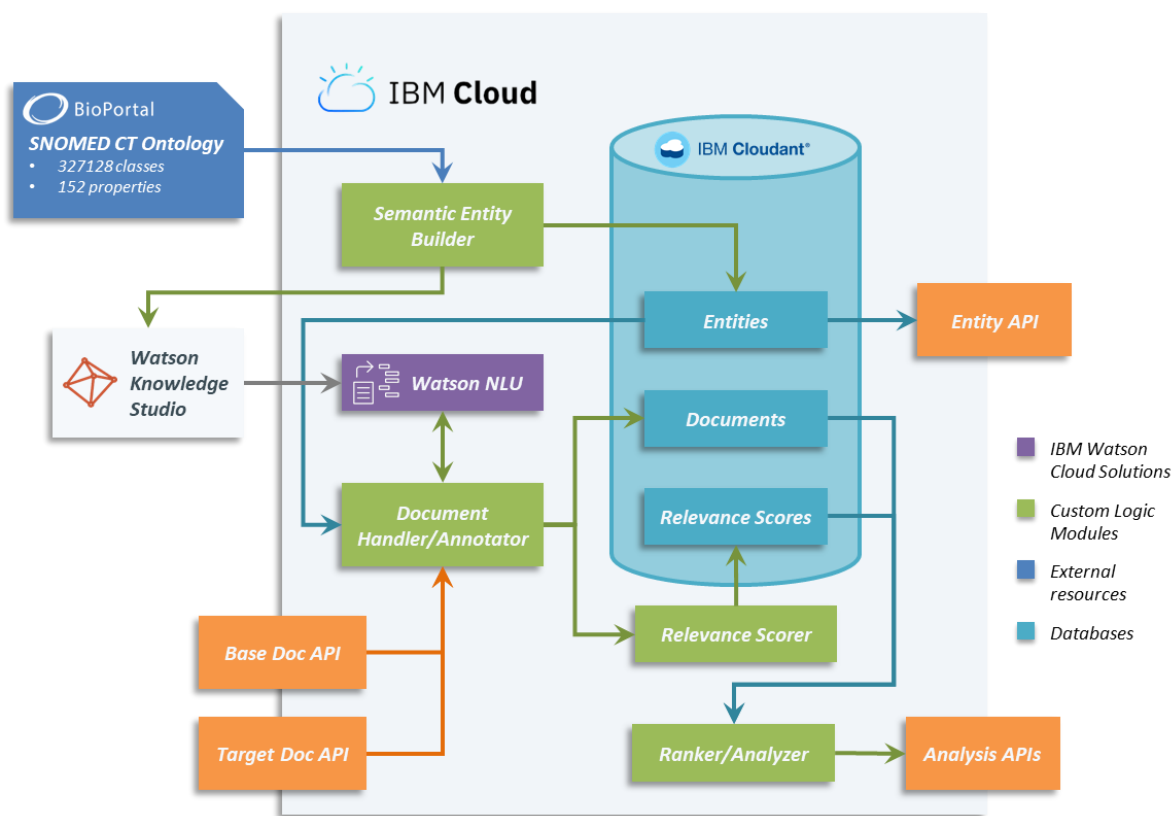 IBM Cloud
BioPortal
SNOMED CT Ontology
• 327128 classes
• 152 properties
IBM Cloudant®
Semantic Entity
Builder
Entities
Entity API
Watson
Knowledge
Studio
Watson NLU
Documents
IBM Watson
Cloud Solutions
Document
Handler/Annotator
Relevance Scores
Custom Logic
Modules
External
resources
Base Doc API
Relevance Scorer
Databases
Target Doc API
Ranker/Analyzer
Analysis APIs